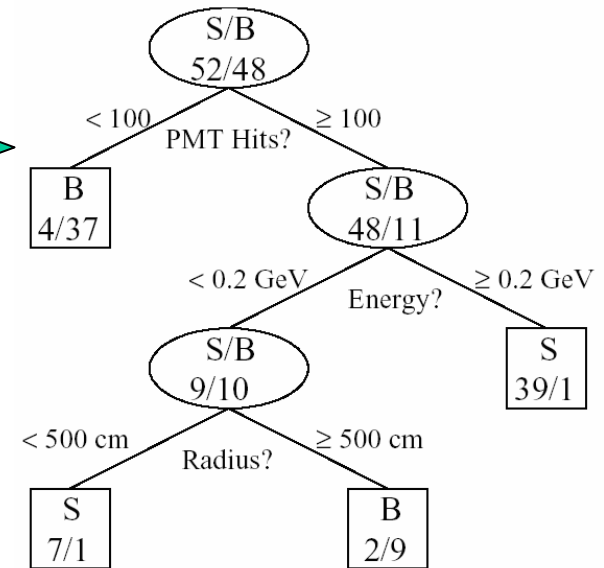 S/B
52/48
< 100
PMT Hits?
≥ 100
B
4/37
S/B
48/11
< 0.2 GeV
Energy?
≥ 0.2 GeV
S/B
9/10
S
39/1
< 500 cm
Radius?
≥ 500 cm
S
7/1
B
2/9